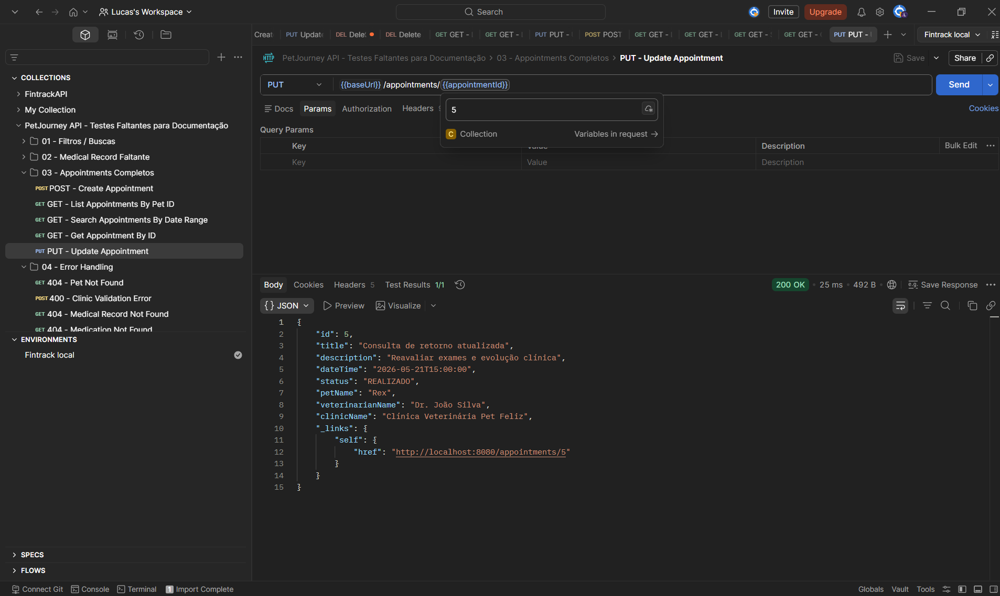 Lucas's Workspace
Search
Invite
Upgrade
Creat
PUT Update
DEL Delet
DEL Delete
GET GET -
GET GET -
PUT PUT -
POST POST
GET GET -
GET GET -
GET GET -
GET GET -
PUT PUT -
Fintrack local
HTTP
PetJourney API - Testes Faltantes para Documentação > 03 - Appointments Completos > PUT - Update Appointment
Save
Share
COLLECTIONS
FintrackAPI
My Collection
PetJourney API - Testes Faltantes para Documentação
01 - Filtros / Buscas
02 - Medical Record Faltante
03 - Appointments Completos
POST POST - Create Appointment
GET GET - List Appointments By Pet ID
GET GET - Search Appointments By Date Range
GET GET - Get Appointment By ID
PUT PUT - Update Appointment
04 - Error Handling
GET 404 - Pet Not Found
POST 400 - Clinic Validation Error
GET 404 - Medical Record Not Found
GET 404 - Medication Not Found
ENVIRONMENTS
Fintrack local
SPECS
FLOWS
PUT
{{baseUrl}} /appointments/ {{appointmentId}}
Send
Docs
Params
Authorization
Headers
Cookies
5
C Collection
Variables in request →
Query Params
Key
Value
Description
Bulk Edit
Key
Value
Description
Body
Cookies
Headers 5
Test Results 1/1
200 OK
25 ms
492 B
e.g. Save Response
{} JSON
Preview
Visualize
1 {
2 "id": 5,
3 "title": "Consulta de retorno atualizada",
4 "description": "Reavaliar exames e evolução clínica",
5 "dateTime": "2026-05-21T15:00:00",
6 "status": "REALIZADO",
7 "petName": "Rex",
8 "veterinarianName": "Dr. João Silva",
9 "clinicName": "Clínica Veterinária Pet Feliz",
10 "_links": {
11 "self": {
12 "href": "http://localhost:8080/appointments/5"
13 }
14 }
15 }
Connect Git
Console
Terminal
1 Import Complete
Globals
Vault
Tools